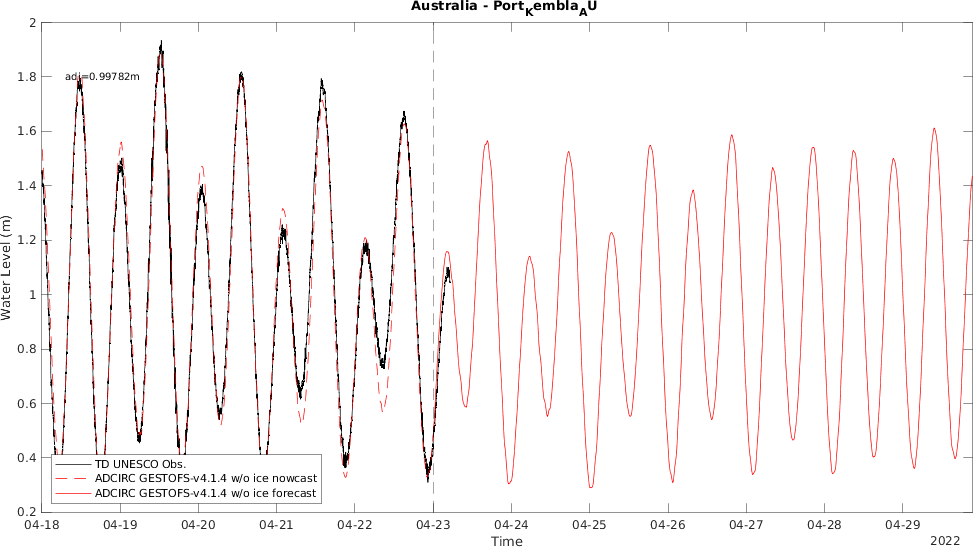 Australia - PortKemblaAU
2
1.8
1.6
1.4
1.2
1
0.8
0.6
0.4
0.2
Water Level (m)
adj=0.99782m
TD UNESCO Obs.
ADCIRC GESTOFS-v4.1.4 w/o ice nowcast
ADCIRC GESTOFS-v4.1.4 w/o ice forecast
04-18 04-19 04-20 04-21 04-22 04-23 04-24 04-25 04-26 04-27 04-28 04-29
Time
2022